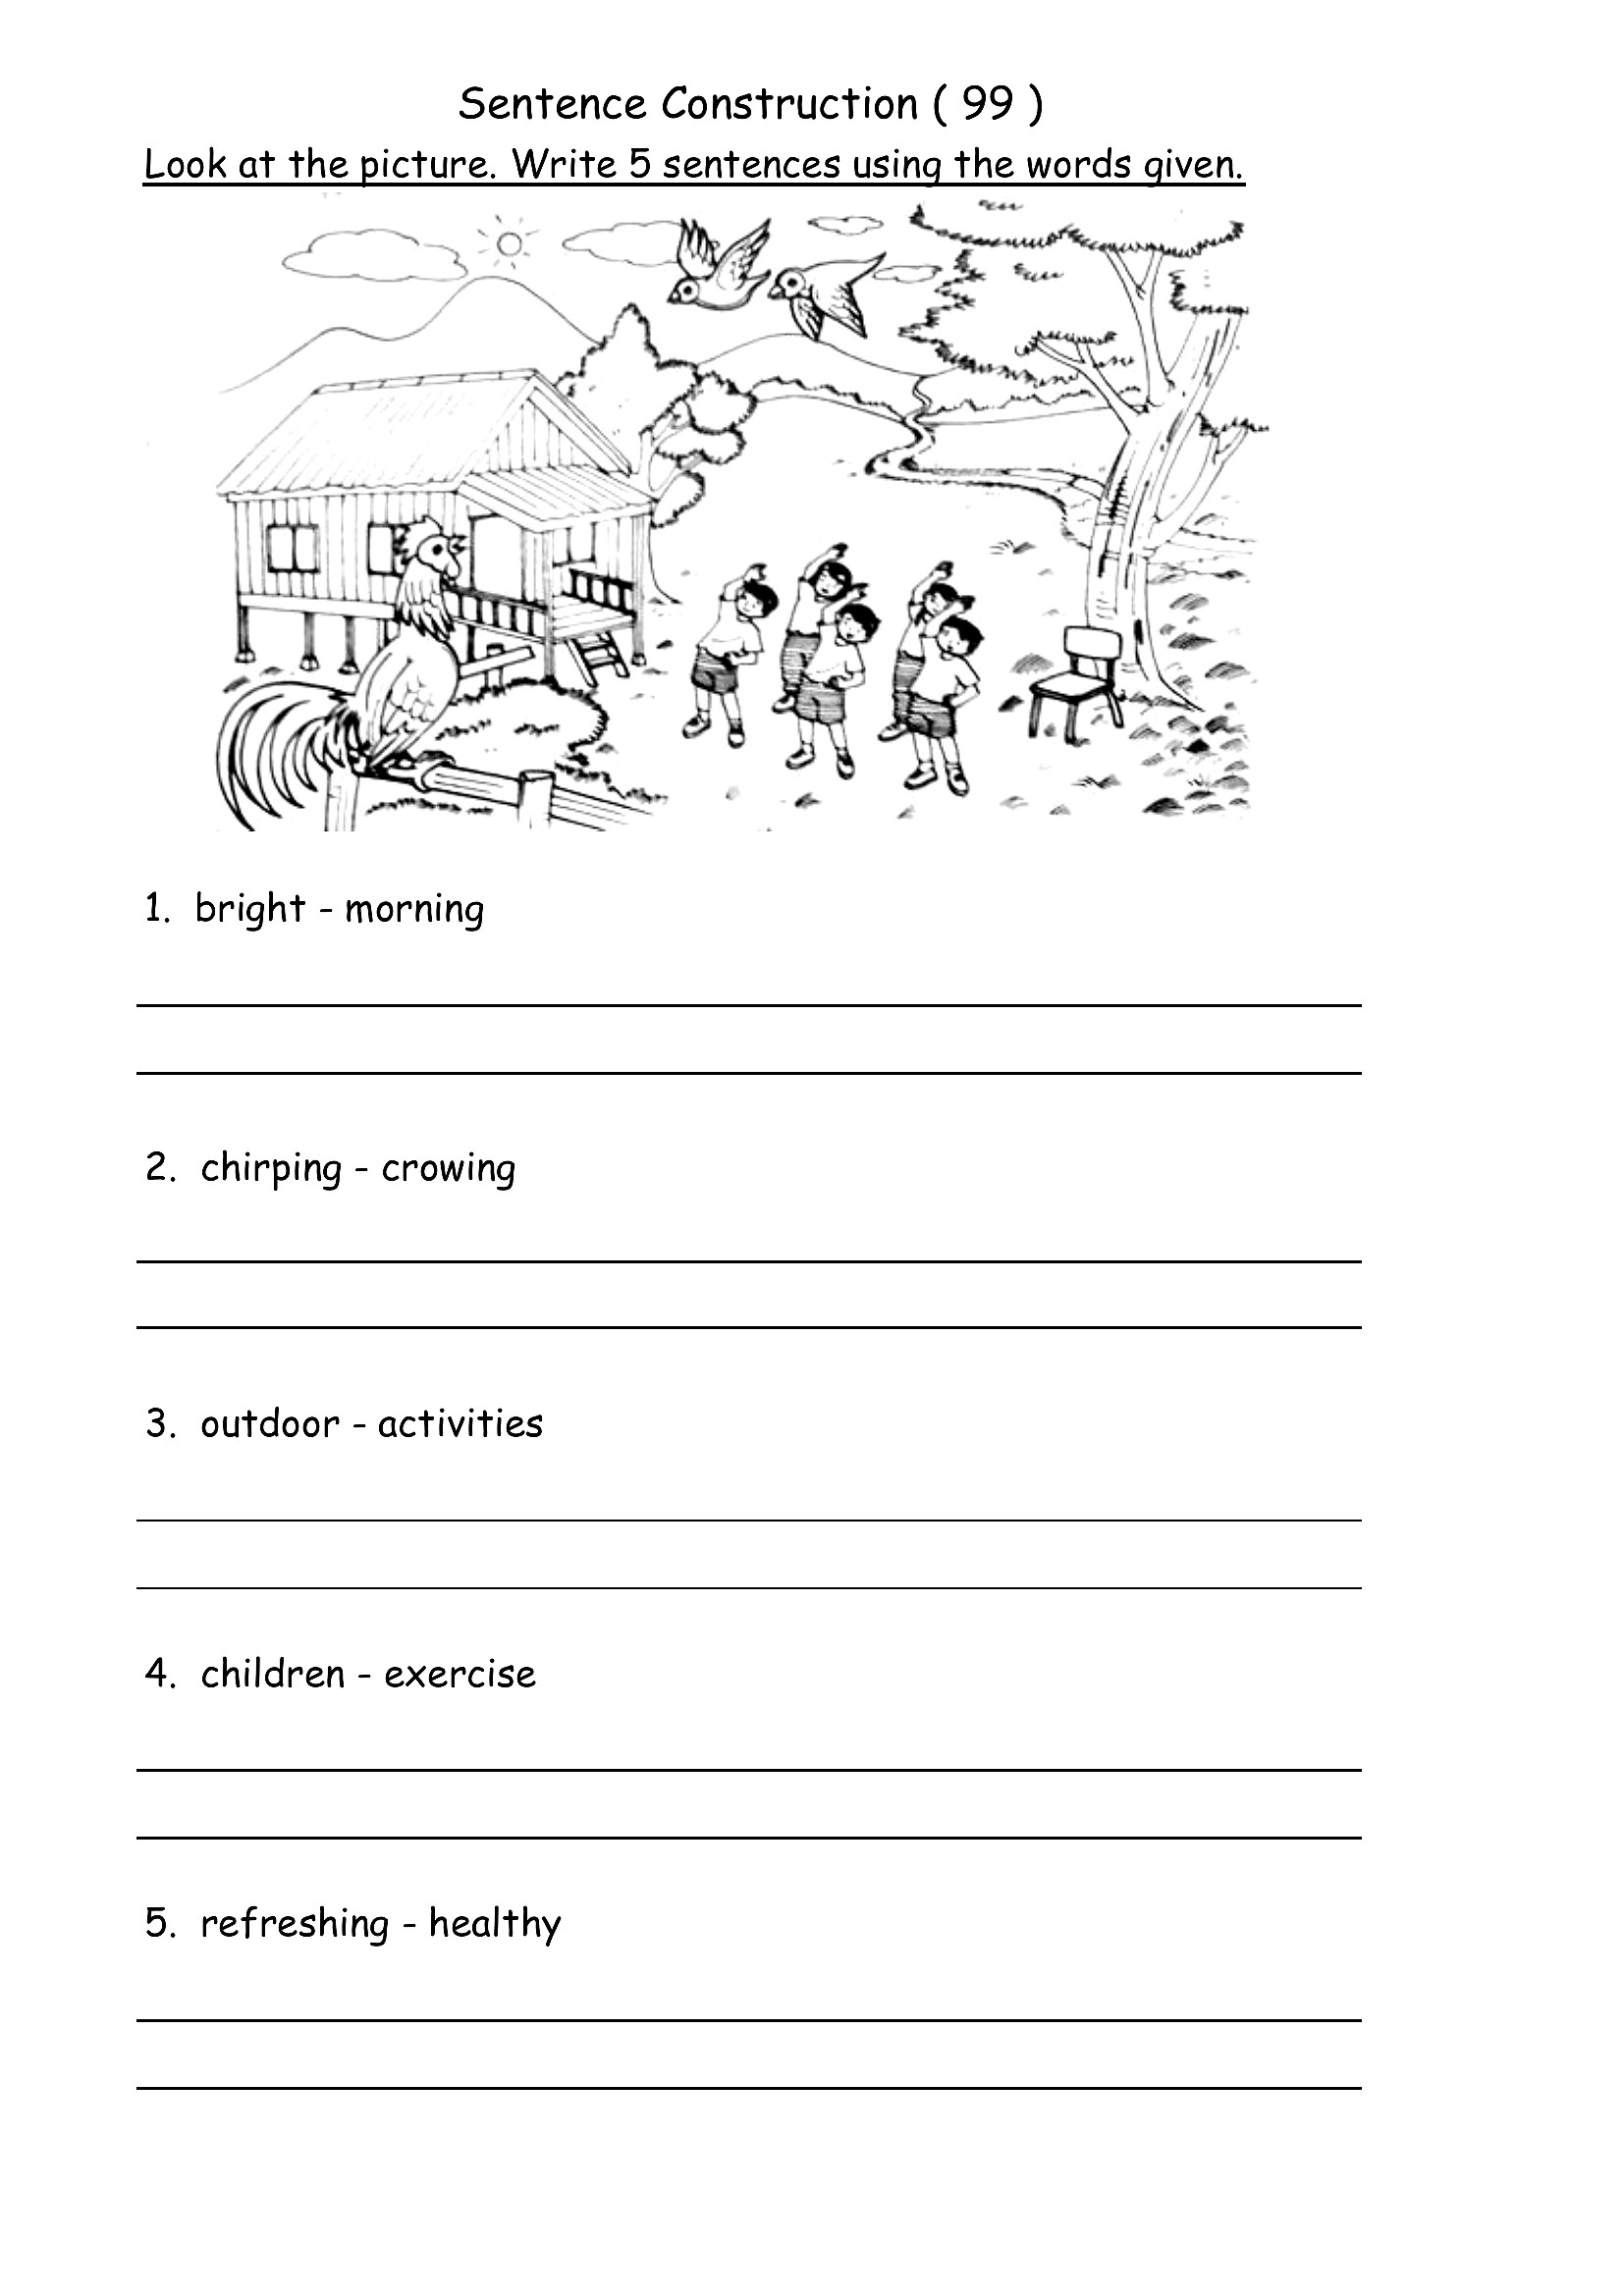 Sentence Construction ( 99 )
Look at the picture. Write 5 sentences using the words given.
1. bright - morning
2. chirping - crowing
3. outdoor - activities
4. children - exercise
5. refreshing - healthy